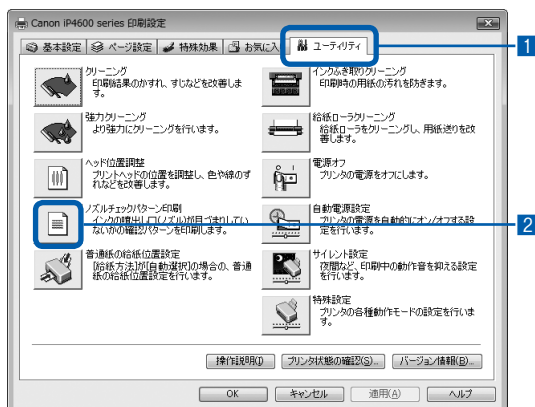 Canon iP4600 series 印刷設定
基本設定 ページ設定 特殊効果 お気に入 ユーティリティ
1
クリーニング
印刷結果のかすれ、すじなどを改善しま
す。
インクふき取りクリーニング
印刷時の用紙の汚れを防ぎます。
強力クリーニング
より強力にクリーニングを行います。
給紙ローラクリーニング
給紙ローラをクリーニングし、用紙送りを改
善します。
ヘッド位置調整
プリントヘッドの位置を調整し、色や線のず
れなどを改善します。
電源オフ
プリンタの電源をオフにします。
ノズルチェックパターン印刷
インクの噴出し口(ノズル)が目づまりしてい
ないかの確認パターンを印刷します。
自動電源設定
プリンタの電源を自動的にオン/オフする設
定を行います。
2
普通紙の給紙位置設定
[給紙方法]が[自動選択]の場合の、普通
紙の給紙位置設定を行います。
サイレント設定
夜間など、印刷中の動作音を抑える設定
を行います。
特殊設定
プリンタの各種動作モードの設定を行いま
す。
操作説明(I) プリンタ状態の確認(S)... バージョン情報(B)...
OK キャンセル 適用(A) ヘルプ